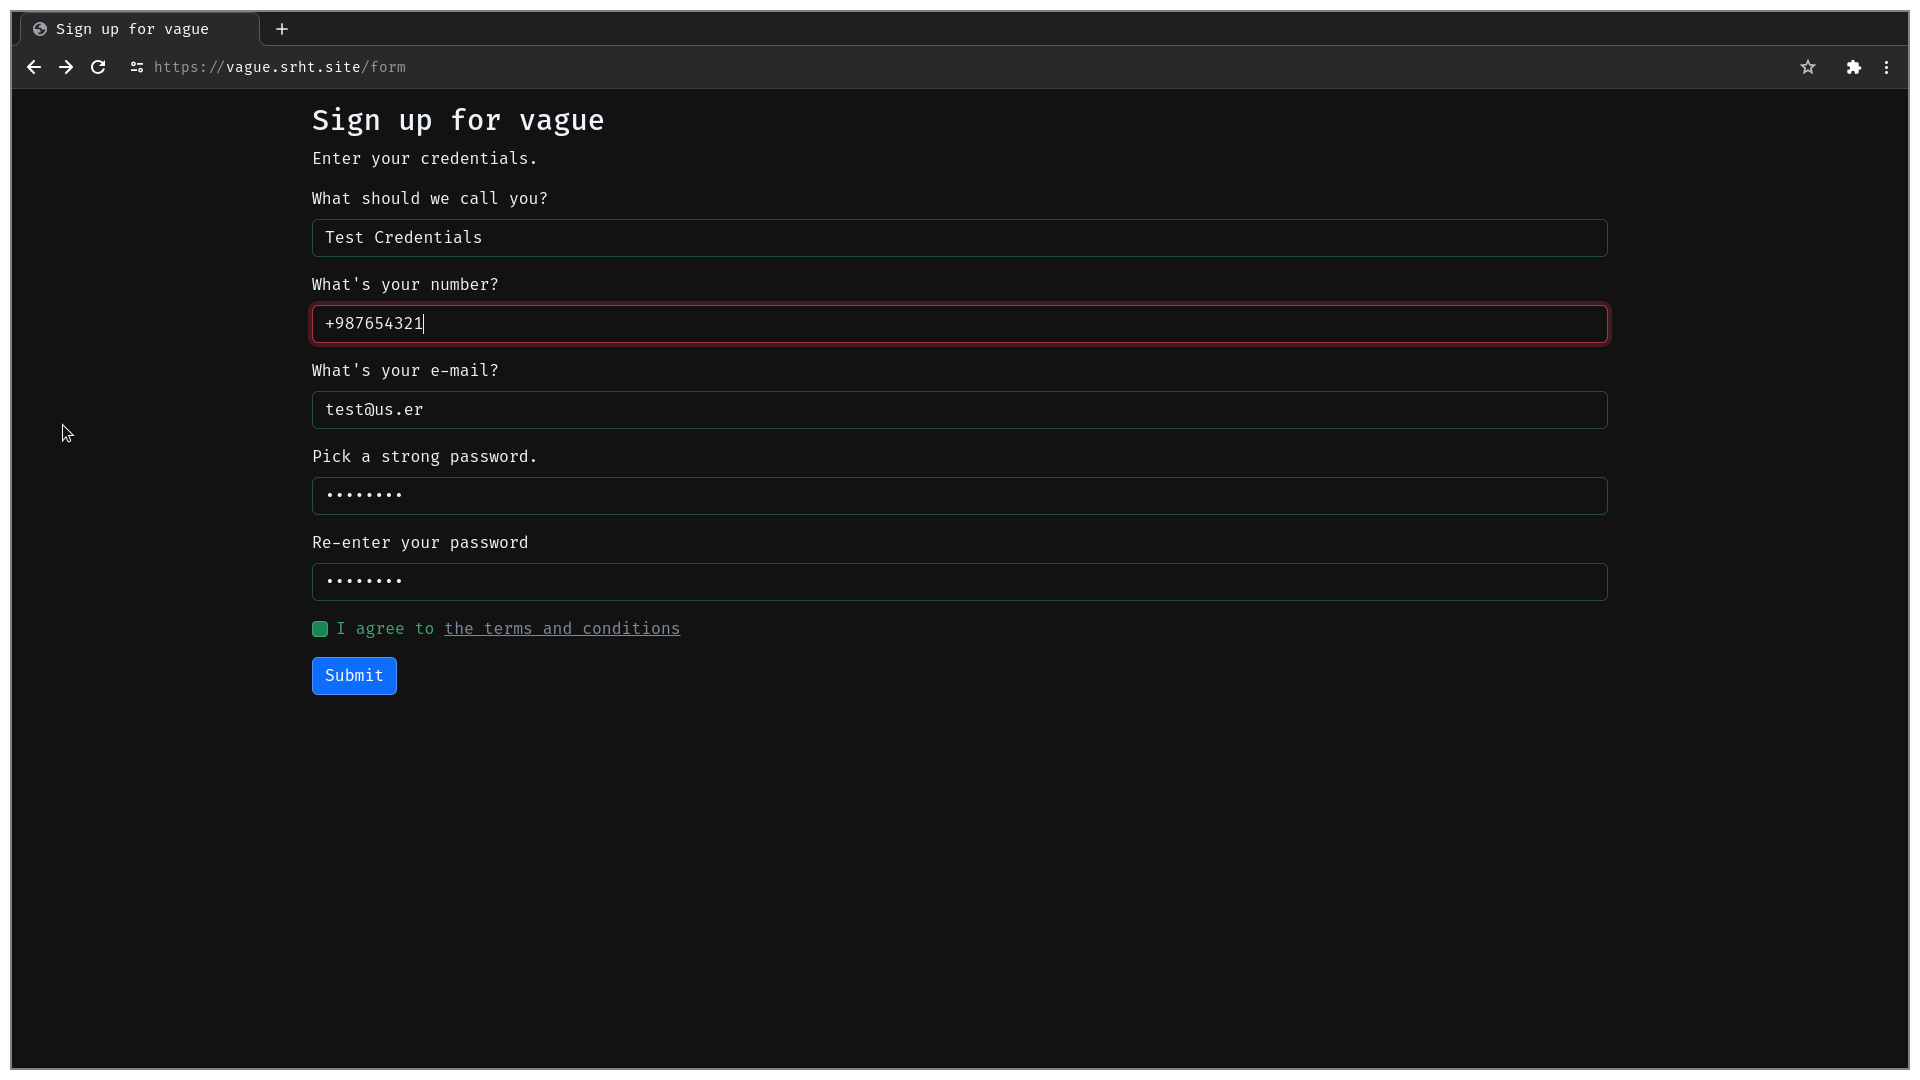 Sign up for vague
https://vague.srht.site/form
Sign up for vague
Enter your credentials.
What should we call you?
Test Credentials
What's your number?
+987654321
What's your e-mail?
test@us.er
Pick a strong password.
••••••••
Re-enter your password
••••••••
I agree to the terms and conditions
Submit